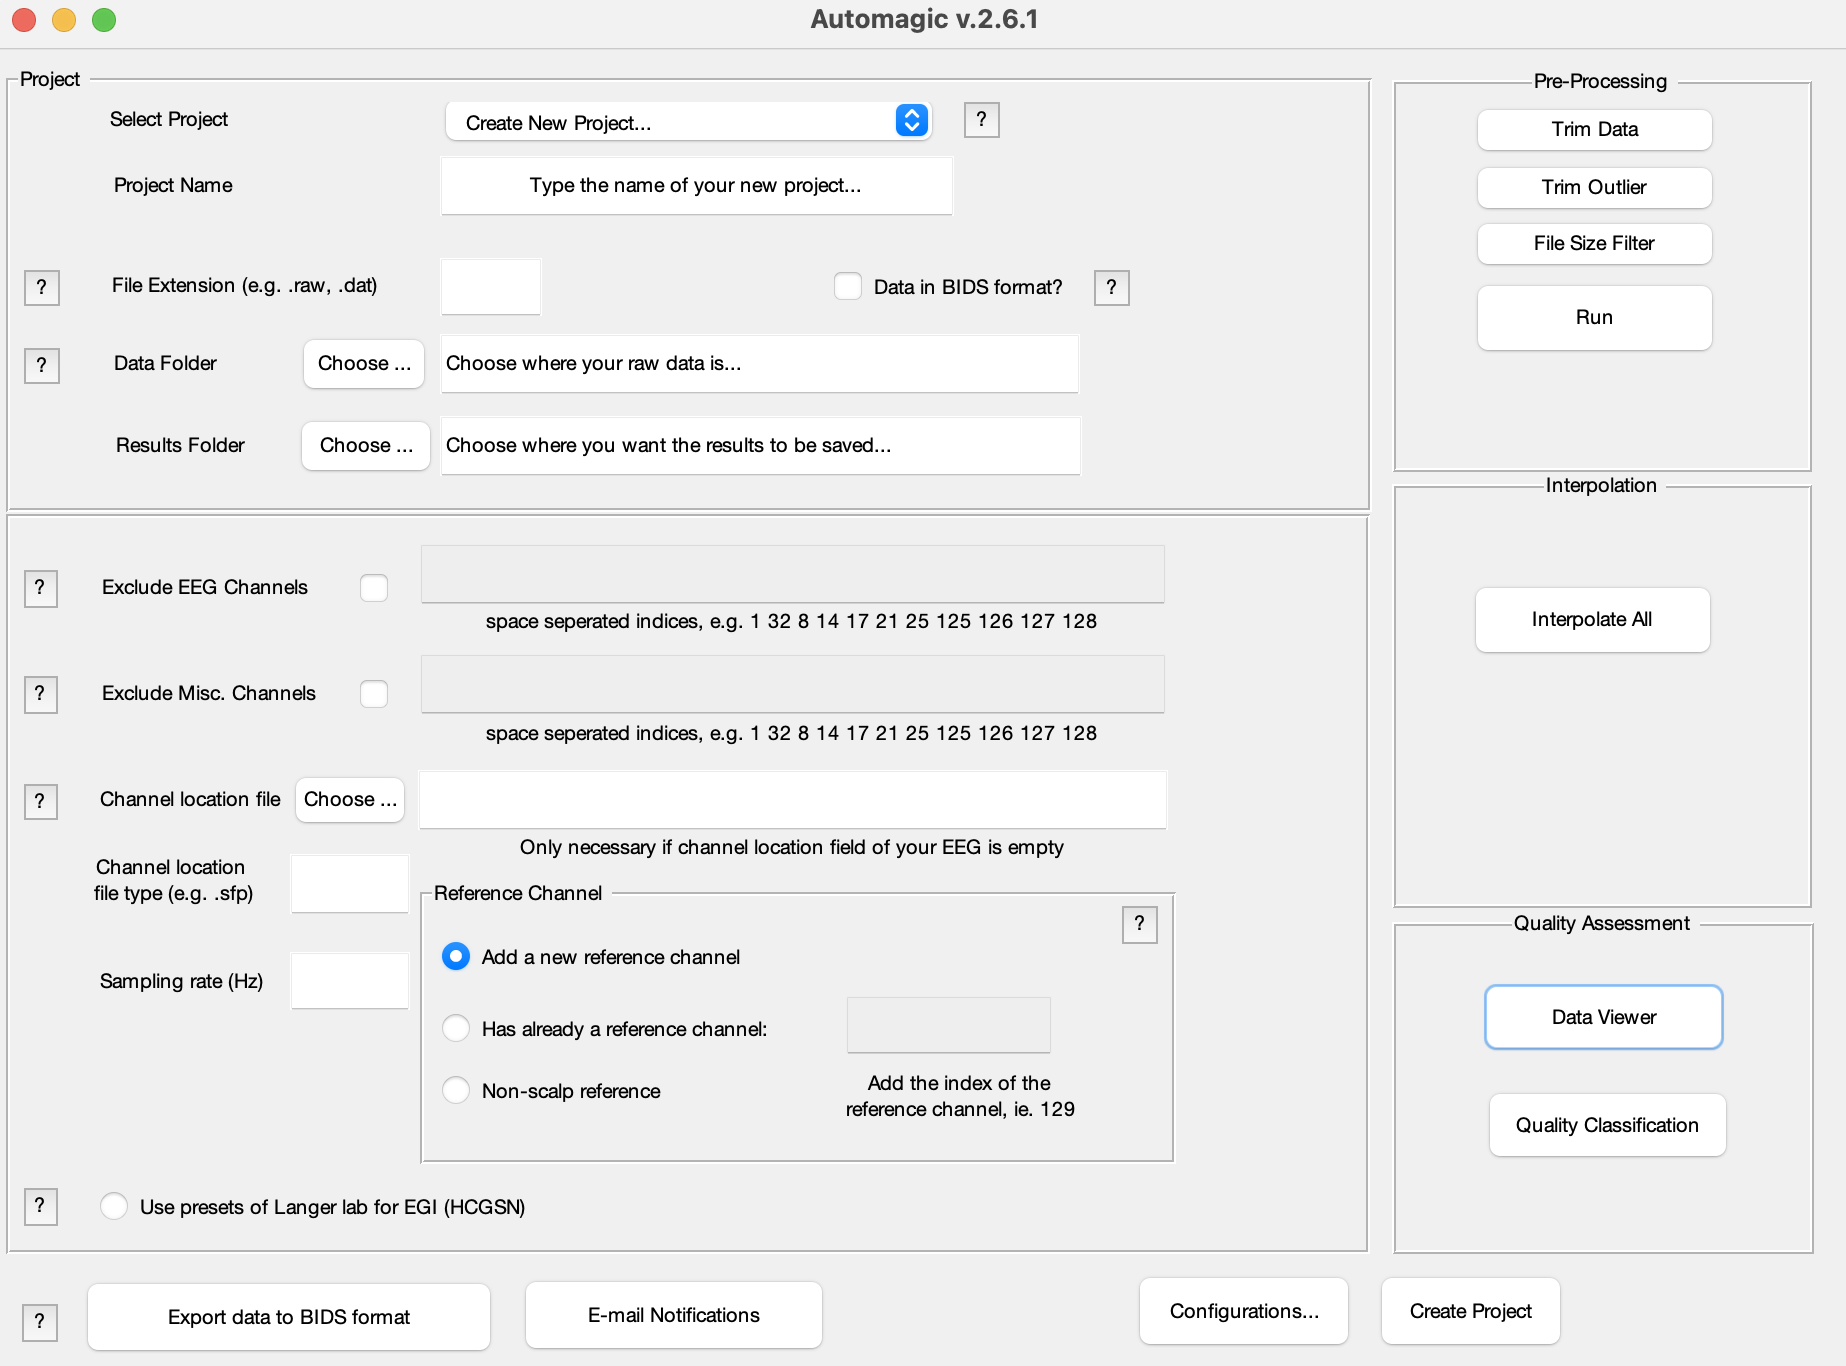 Automagic v.2.6.1
Project
Select Project
Create New Project...
?
Project Name
Type the name of your new project...
?
File Extension (e.g. .raw, .dat)
Data in BIDS format?
?
?
Data Folder
Choose ...
Choose where your raw data is...
Results Folder
Choose ...
Choose where you want the results to be saved...
?
Exclude EEG Channels
space seperated indices, e.g. 1 32 8 14 17 21 25 125 126 127 128
?
Exclude Misc. Channels
space seperated indices, e.g. 1 32 8 14 17 21 25 125 126 127 128
?
Channel location file
Choose ...
Only necessary if channel location field of your EEG is empty
Channel location
file type (e.g. .sfp)
Sampling rate (Hz)
Reference Channel
?
Add a new reference channel
Has already a reference channel:
Non-scalp reference
Add the index of the
reference channel, ie. 129
?
Use presets of Langer lab for EGI (HCGSN)
Pre-Processing
Trim Data
Trim Outlier
File Size Filter
Run
Interpolation
Interpolate All
Quality Assessment
Data Viewer
Quality Classification
?
Export data to BIDS format
E-mail Notifications
Configurations...
Create Project